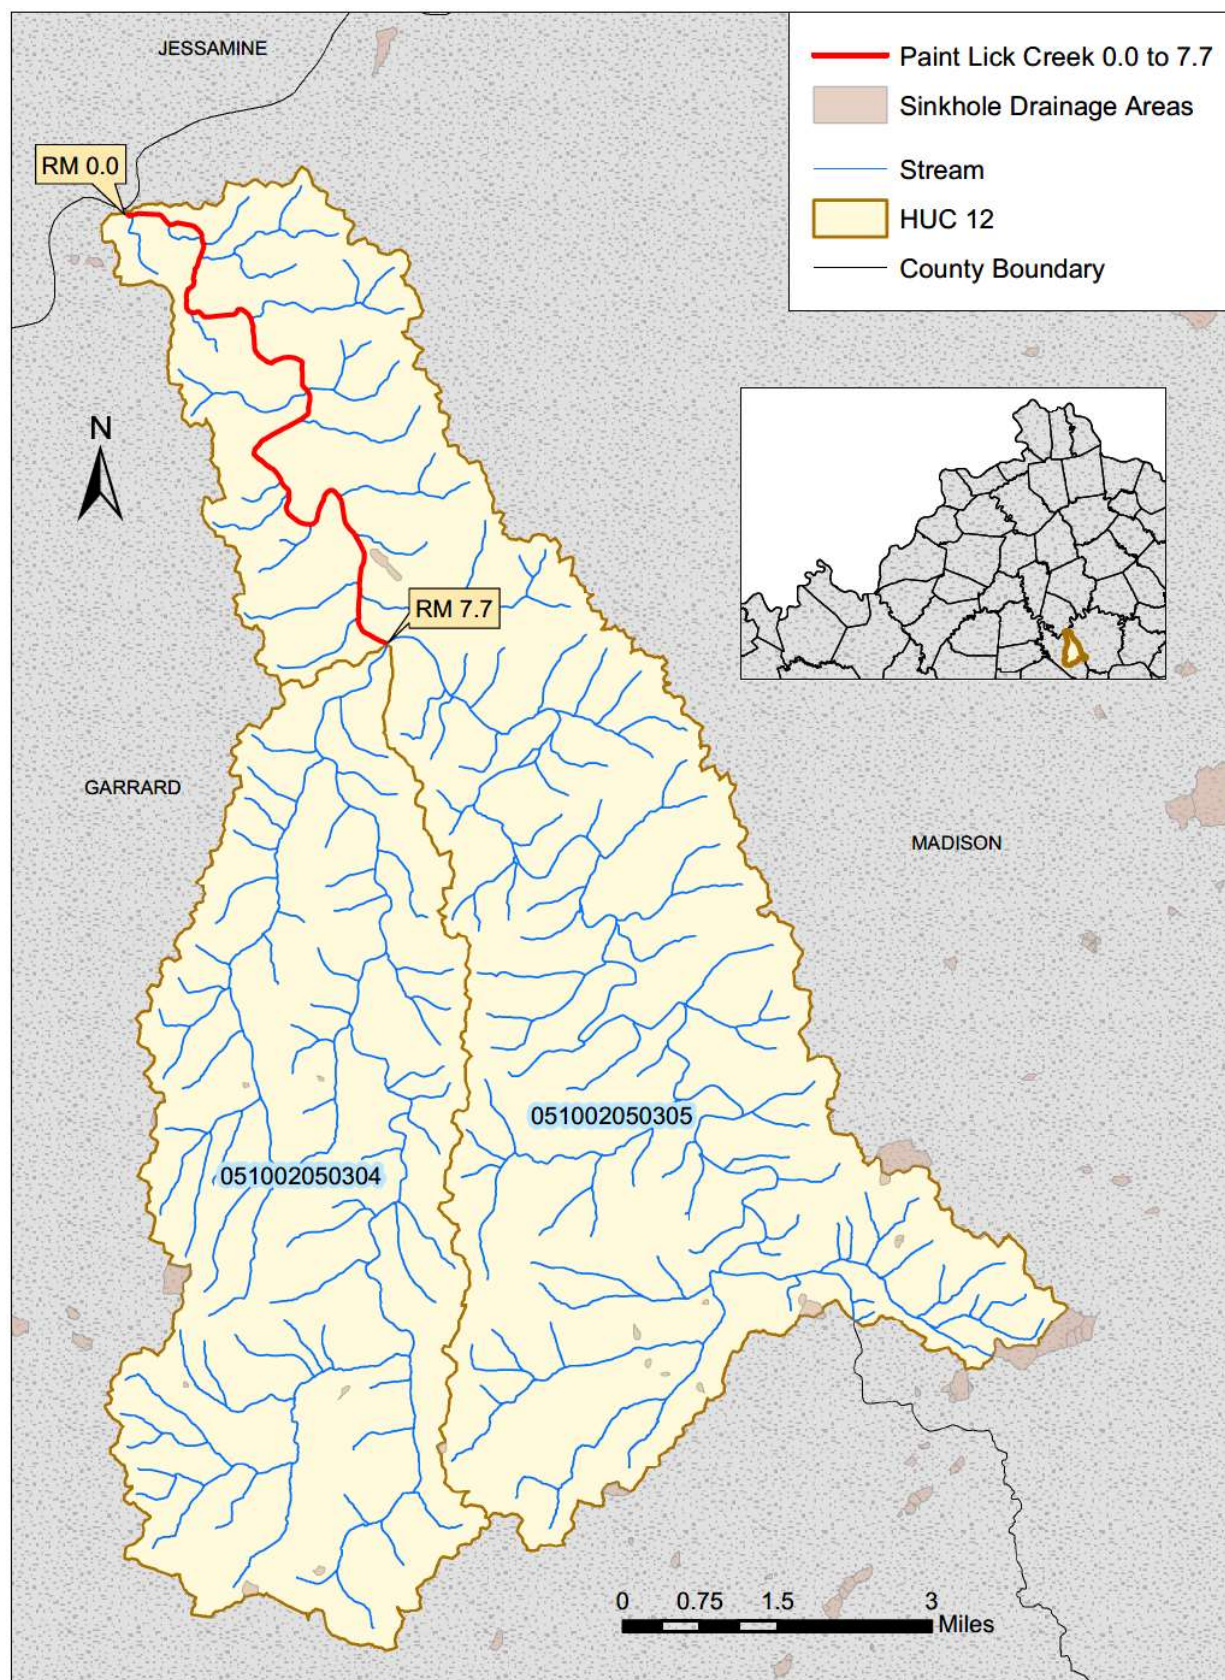 JESSAMINE
Paint Lick Creek 0.0 to 7.7
Sinkhole Drainage Areas
Stream
HUC 12
County Boundary
RM 0.0
N
RM 7.7
GARRARD
MADISON
051002050305
051002050304
0 0.75 1.5 3
Miles